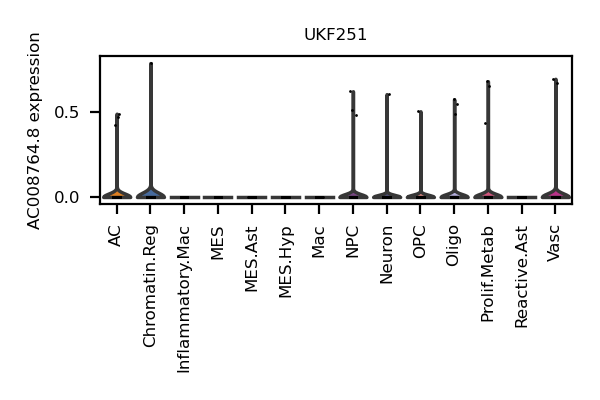 UKF251
AC008764.8 expression
0.5
0.0
AC
Chromatin.Reg
Inflammatory.Mac
MES
MES.Ast
MES.Hyp
Mac
NPC
Neuron
OPC
Oligo
Prolif.Metab
Reactive.Ast
Vasc